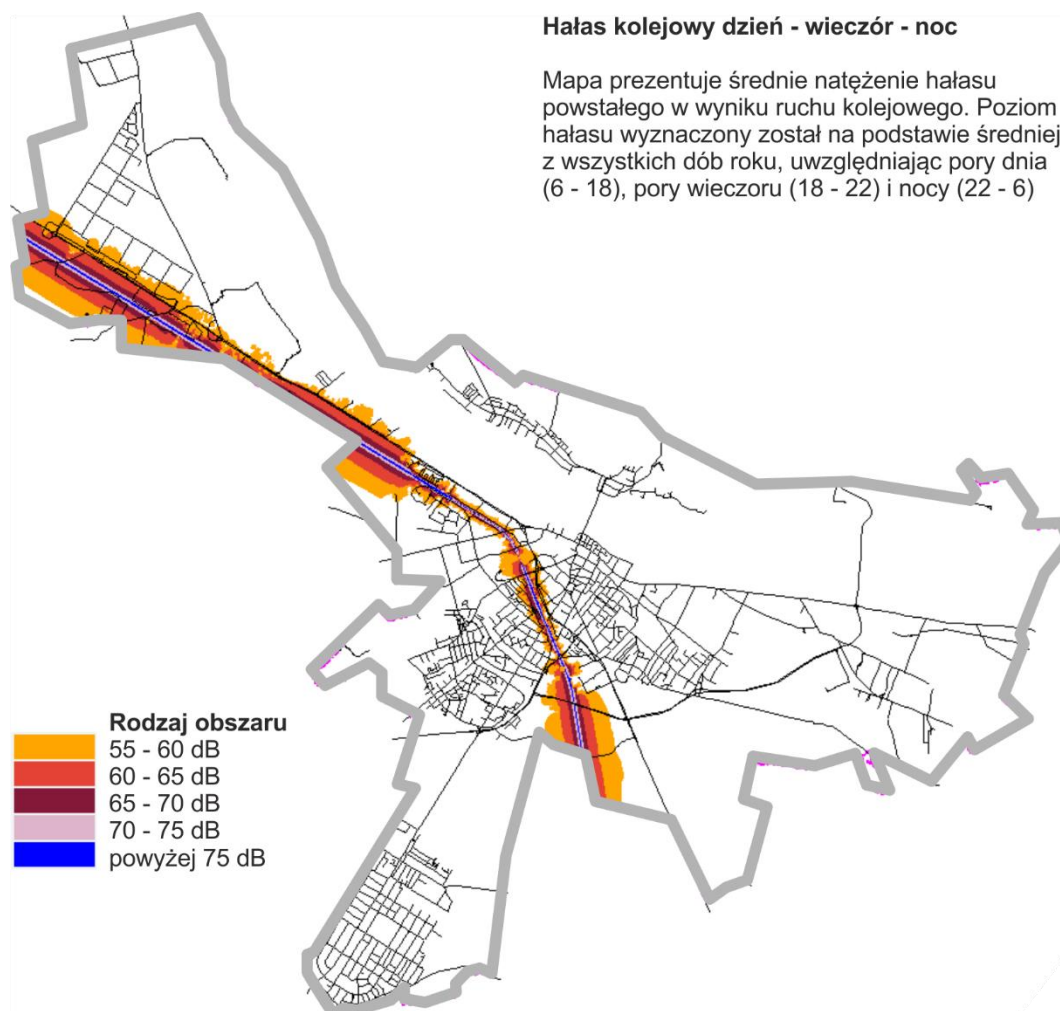 Hałas kolejowy dzień - wieczór - noc
Mapa prezentuje średnie natężenie hałasu
powstałego w wyniku ruchu kolejowego. Poziom
hałasu wyznaczony został na podstawie średniej
z wszystkich dób roku, uwzględniając pory dnia
(6 - 18), pory wieczoru (18 - 22) i nocy (22 - 6)
Rodzaj obszaru
55 - 60 dB
60 - 65 dB
65 - 70 dB
70 - 75 dB
powyżej 75 dB